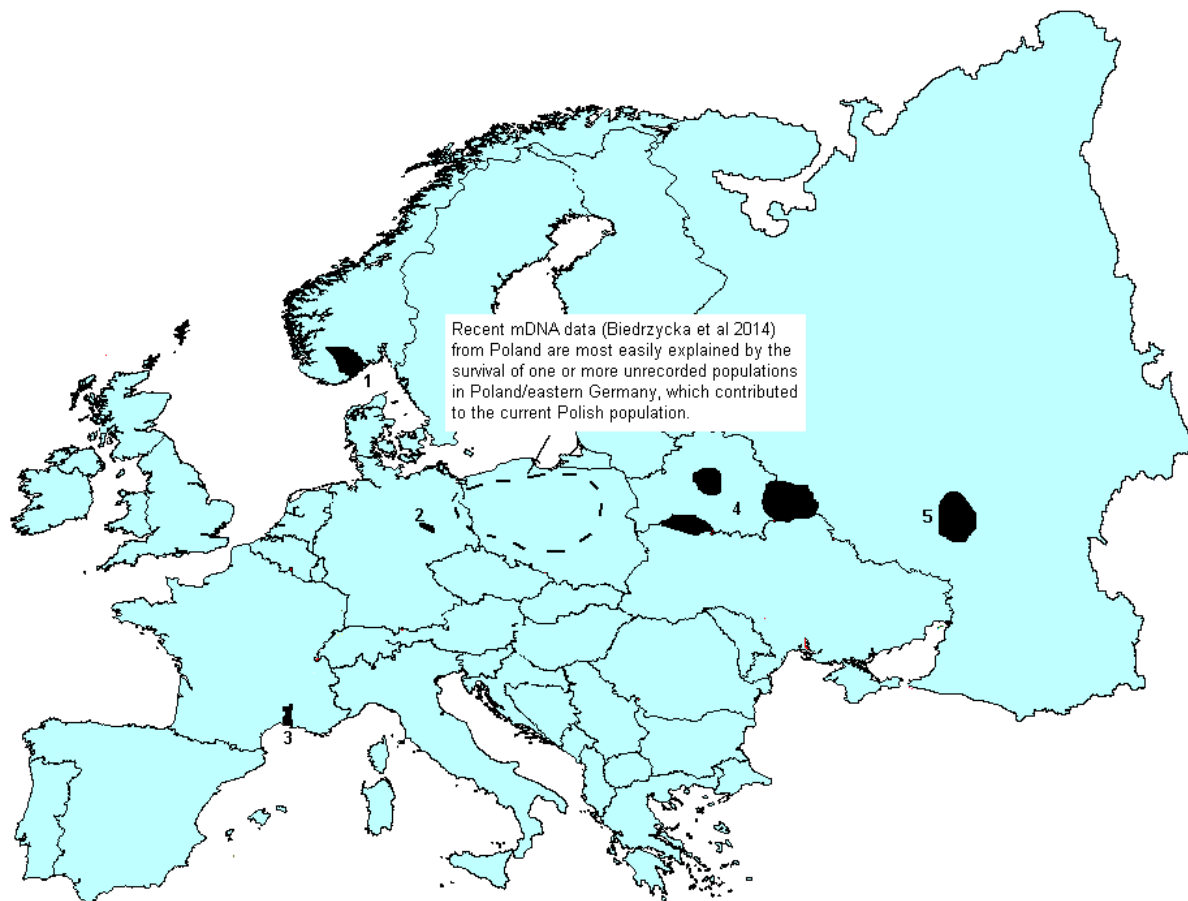 Recent mDNA data (Biedrzycka et al 2014)
from Poland are most easily explained by the
survival of one or more unrecorded populations
in Poland/eastern Germany, which contributed
to the current Polish population.
1
2
4
5
3